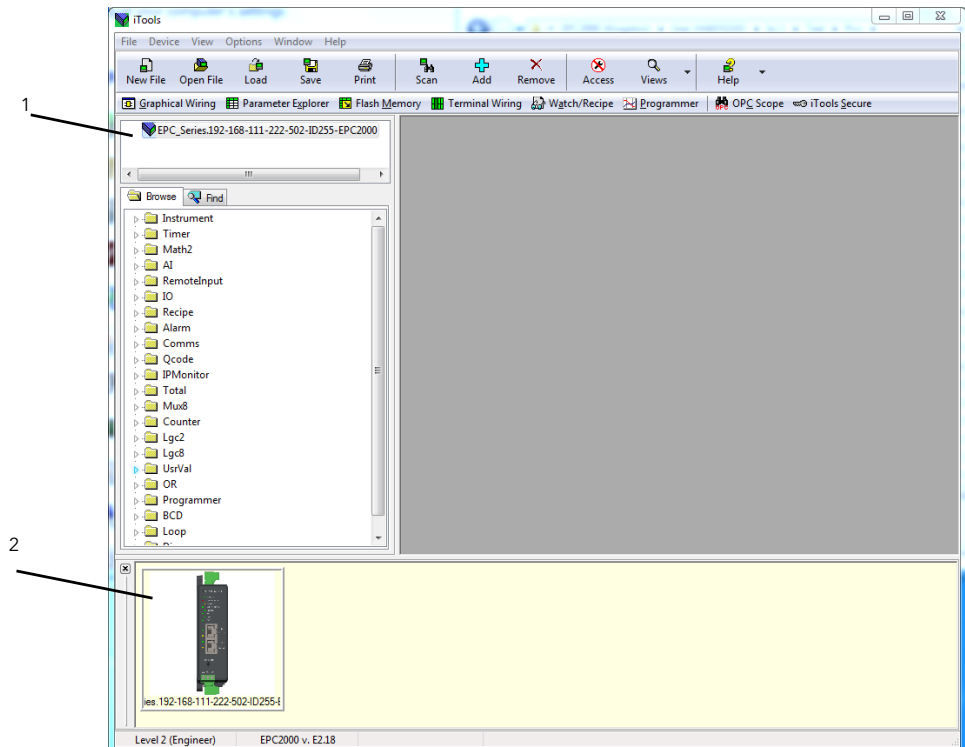 iTools
File Device View Options Window Help
New File Open File Load Save Print Scan Add Remove Access Views Help
Graphical Wiring Parameter Explorer Flash Memory Terminal Wiring Watch/Recipe Programmer OPC Scope iTools Secure
1
EPC_Series.192-168-111-222-502-ID255-EPC2000
Browse Find
Instrument
Timer
Math2
AI
RemoteInput
IO
Recipe
Alarm
Comms
Qcode
IPMonitor
Total
Mux8
Counter
Lgc2
Lgc8
UsrVal
OR
Programmer
BCD
Loop
2
ies.192-168-111-222-502-ID255-E
Level 2 (Engineer) EPC2000 v. E2.18